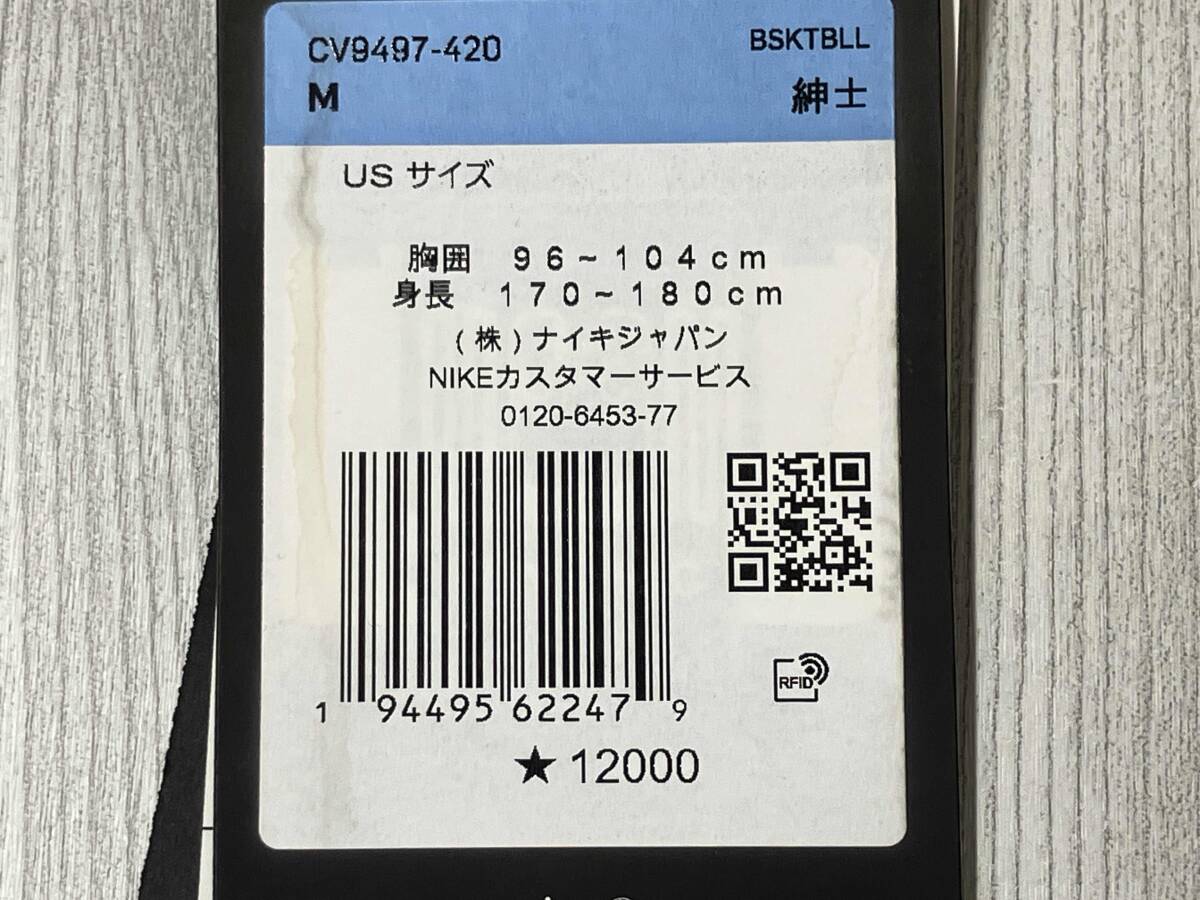 CV9497-420 BSKTBLL
M 紳士
US サイズ
胸囲 96~104cm
身長 170~180cm
(株)ナイキジャパン
NIKEカスタマーサービス
0120-6453-77
RFID
1 94495 62247 9
★12000